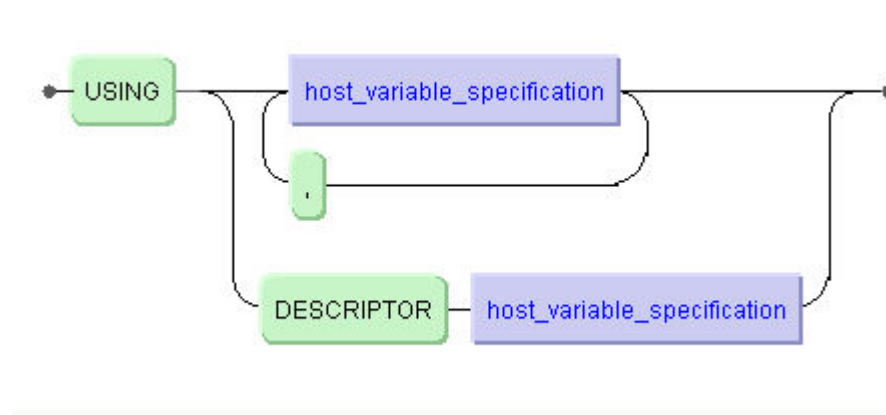 USING host_variable_specification
,
DESCRIPTOR host_variable_specification